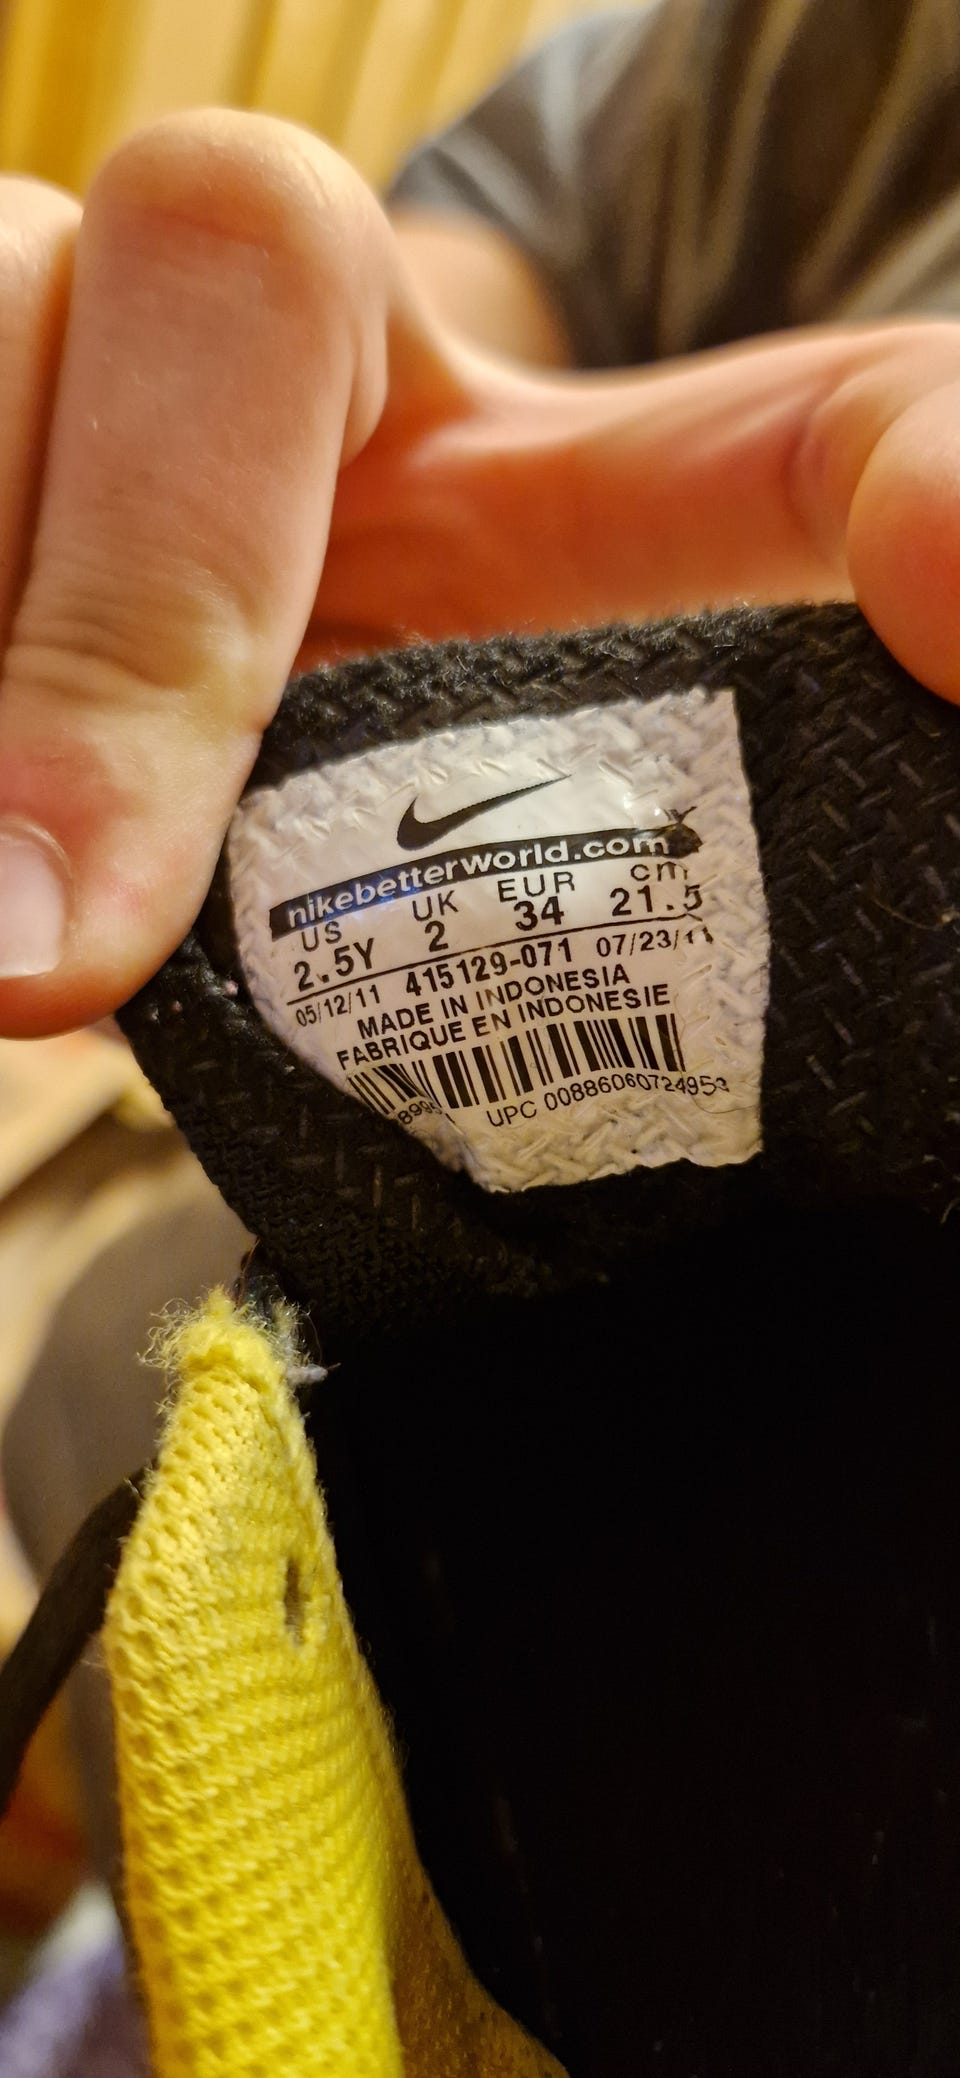 nikebetterworld.com
US UK EUR cm
2.5Y 2 34 21.5
05/12/11 415129-071 07/23/11
MADE IN INDONESIA
FABRIQUE EN INDONESIE
UPC 00886060724953